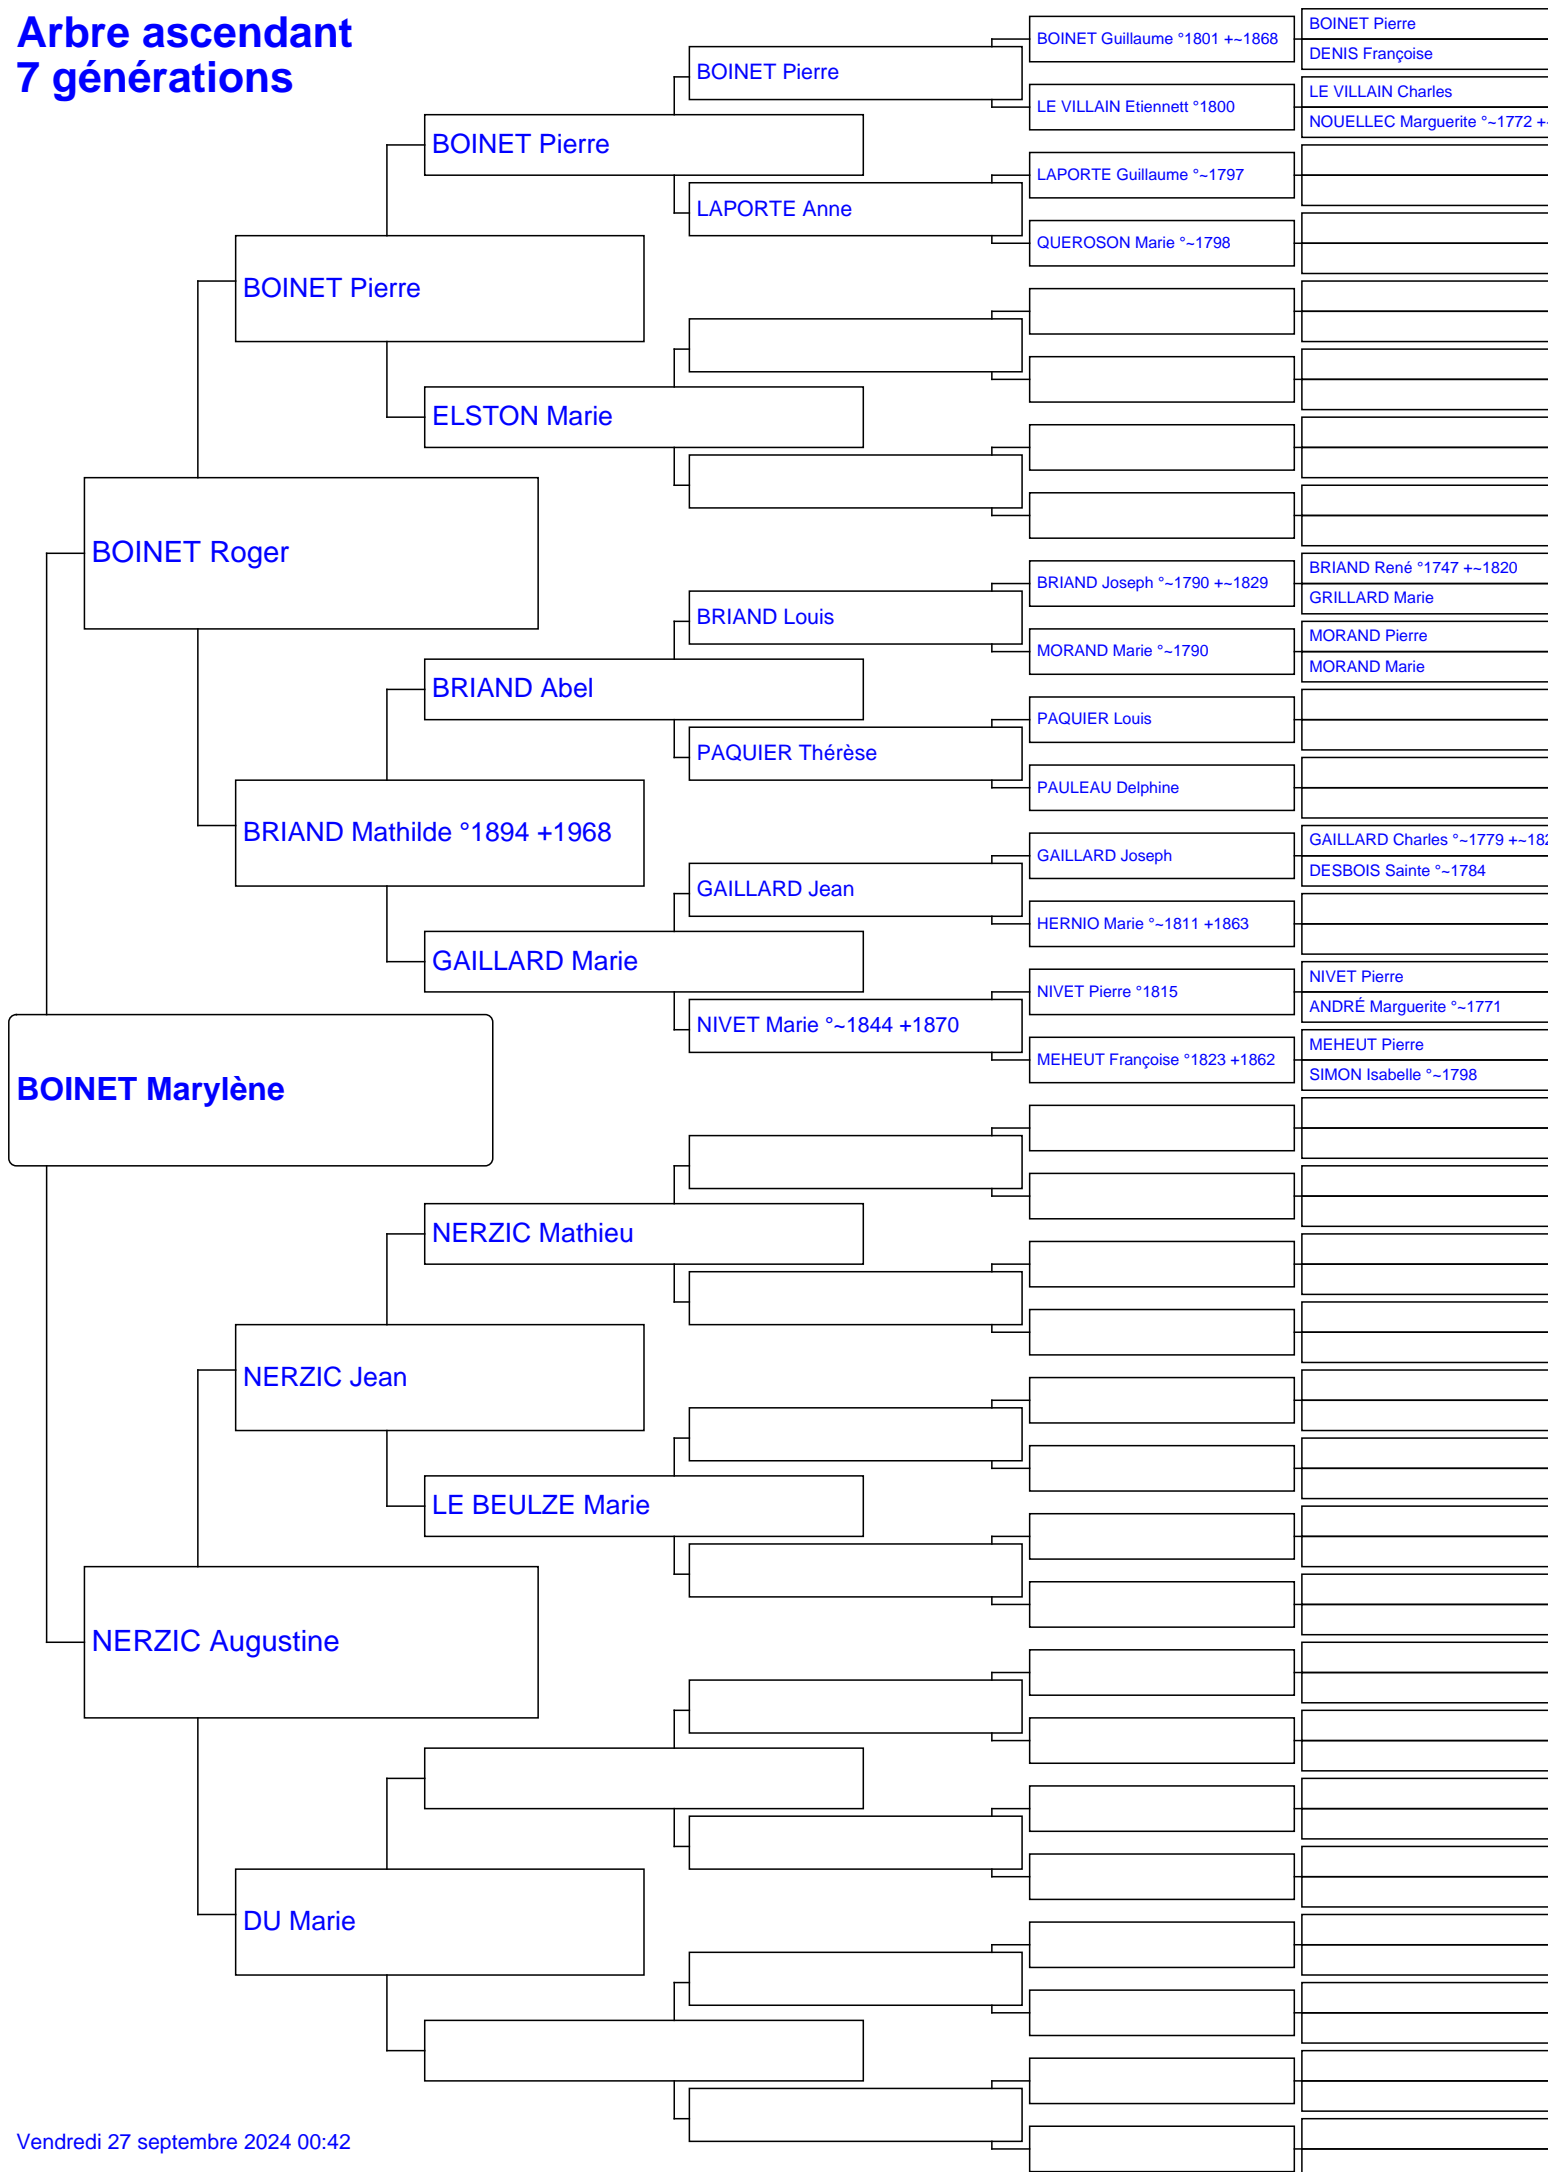 Arbre ascendant
7 générations
BOINET Marylène
BOINET Roger
NERZIC Augustine
BOINET Pierre
BRIAND Mathilde °1894 +1968
NERZIC Jean
DU Marie
BOINET Pierre
ELSTON Marie
BRIAND Abel
GAILLARD Marie
NERZIC Mathieu
LE BEULZE Marie
BOINET Pierre
LAPORTE Anne
BRIAND Louis
PAQUIER Thérèse
GAILLARD Jean
NIVET Marie °~1844 +1870
BOINET Guillaume °1801 +~1868
LE VILLAIN Etiennett °1800
LAPORTE Guillaume °~1797
QUEROSON Marie °~1798
BRIAND Joseph °~1790 +~1829
MORAND Marie °~1790
PAQUIER Louis
PAULEAU Delphine
GAILLARD Joseph
HERNIO Marie °~1811 +1863
NIVET Pierre °1815
MEHEUT Françoise °1823 +1862
BOINET Pierre
DENIS Françoise
LE VILLAIN Charles
NOUELLEC Marguerite °~1772
BRIAND René °1747 +~1820
GRILLARD Marie
MORAND Pierre
MORAND Marie
GAILLARD Charles °~1779
DESBOIS Sainte °~1784
NIVET Pierre
ANDRÉ Marguerite °~1771
MEHEUT Pierre
SIMON Isabelle °~1798
Vendredi 27 septembre 2024 00:42